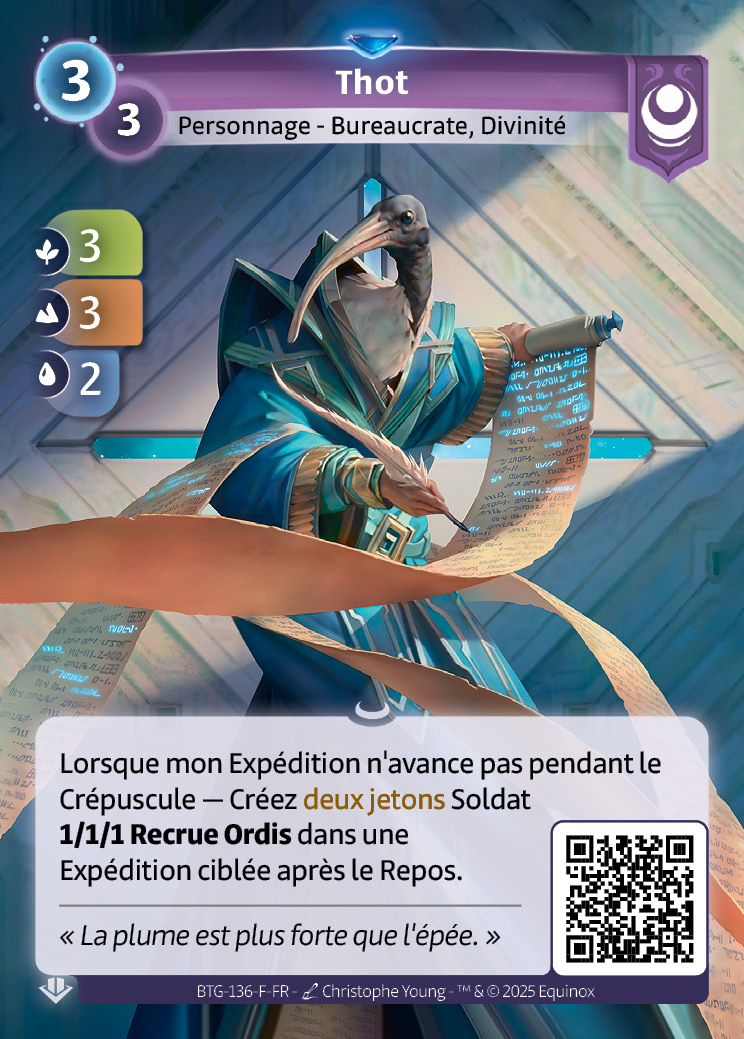 3
Thot
3
Personnage - Bureaucrate, Divinité
3
3
2
Lorsque mon Expédition n'avance pas pendant le
Crépuscule — Créez deux jetons Soldat
1/1/1 Recrue Ordis dans une
Expédition ciblée après le Repos.
« La plume est plus forte que l'épée. »
BTG-136-F-FR - Christophe Young - ™ & © 2025 Equinox